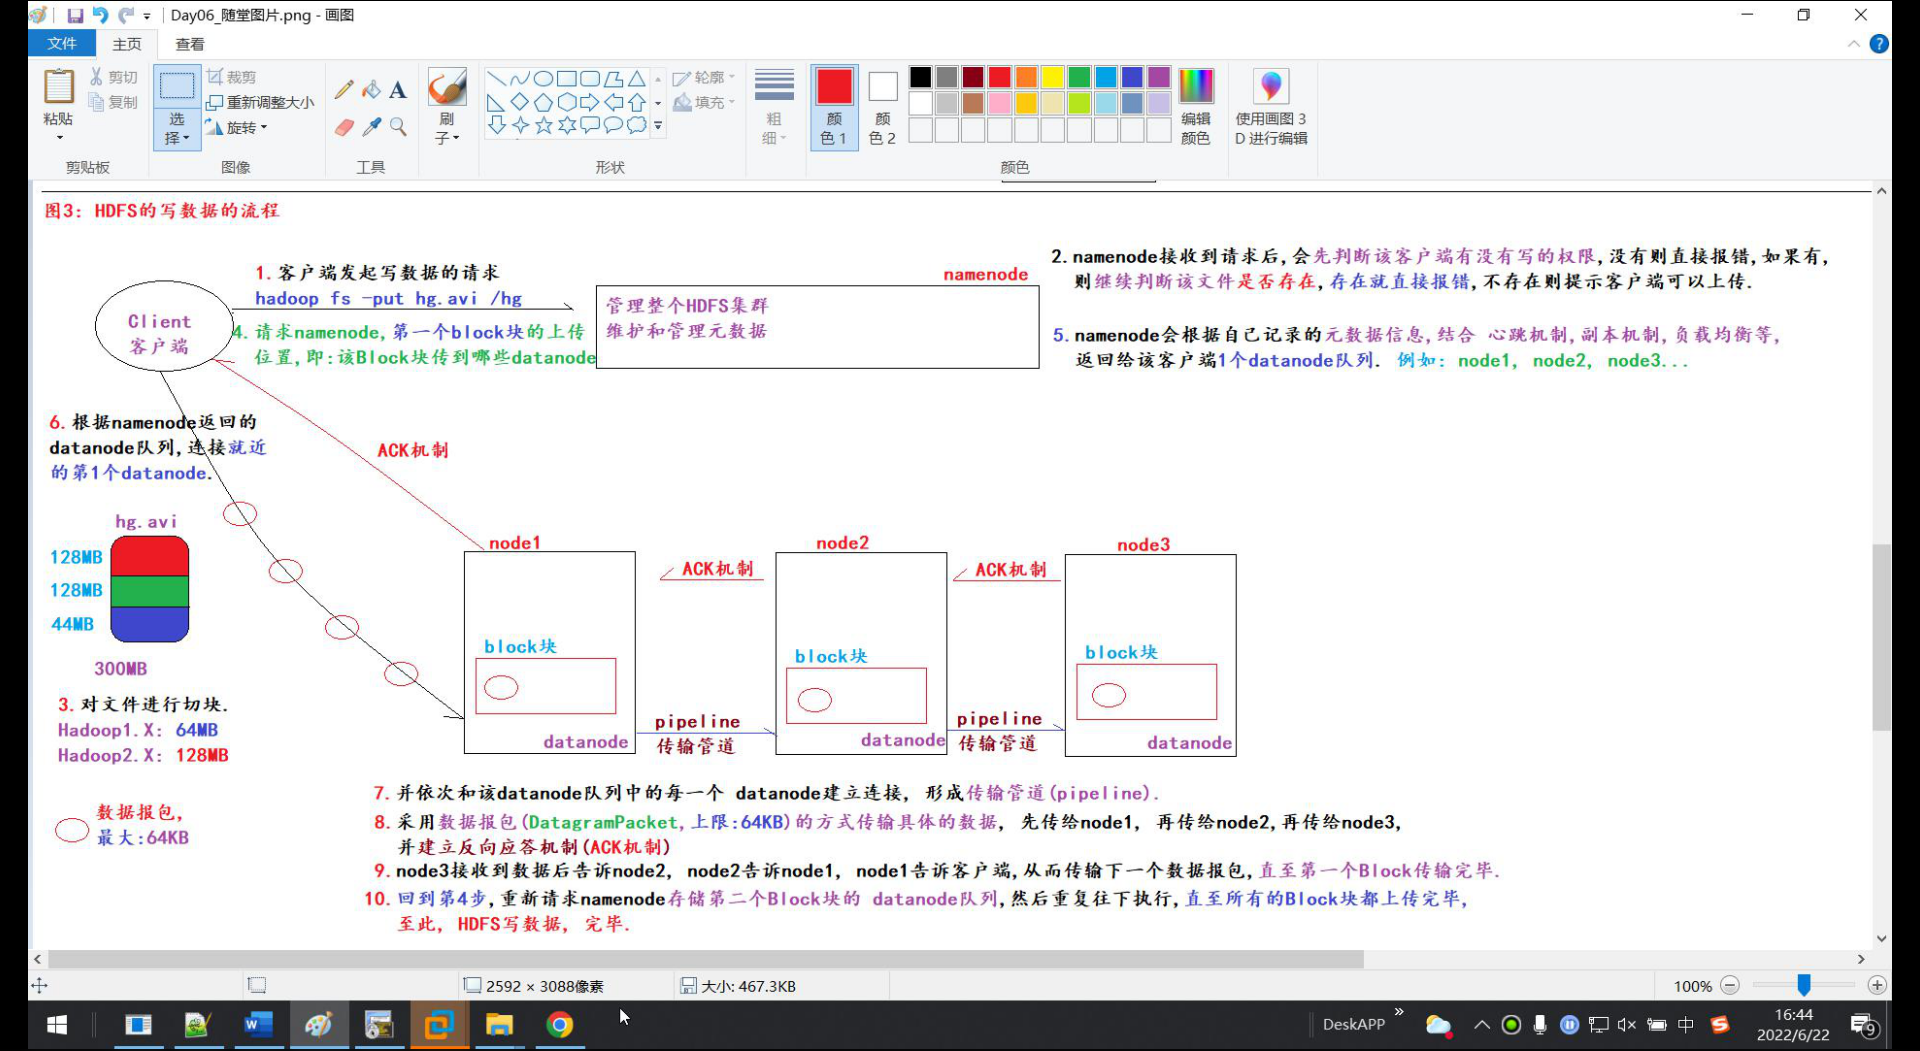 Day06_随堂图片.png - 画图
文件 主页 查看
粘贴
剪切
复制
剪贴板
选择
裁剪
重新调整大小
旋转
图像
A
工具
刷子
形状
轮廓
填充
粗细
颜色 1
颜色 2
编辑颜色
颜色
使用画图 3D 进行编辑
图3: HDFS的写数据的流程
1. 客户端发起写数据的请求
hadoop fs -put hg.avi /hg
Client
客户端
4. 请求namenode, 第一个block块的上传
位置, 即: 该Block块传到哪些datanode
namenode
管理整个HDFS集群
维护和管理元数据
2. namenode接收到请求后, 会先判断该客户端有没有写的权限, 没有则直接报错, 如果有,
则继续判断该文件是否存在, 存在就直接报错, 不存在则提示客户端可以上传.
5. namenode会根据自己记录的元数据信息, 结合 心跳机制, 副本机制, 负载均衡等,
返回给该客户端1个datanode队列. 例如: node1, node2, node3...
6. 根据namenode返回的
datanode队列, 连接就近
的第1个datanode.
ACK机制
hg.avi
128MB
128MB
44MB
300MB
3. 对文件进行切块.
Hadoop1.X: 64MB
Hadoop2.X: 128MB
数据报包,
最大:64KB
node1
block块
datanode
ACK机制
pipeline
传输管道
node2
block块
datanode
ACK机制
pipeline
传输管道
node3
block块
datanode
7. 并依次和该datanode队列中的每一个 datanode建立连接, 形成传输管道(pipeline).
8. 采用数据报包(DatagramPacket, 上限:64KB)的方式传输具体的数据, 先传给node1, 再传给node2, 再传给node3,
并建立反向应答机制(ACK机制)
9. node3接收到数据后告诉node2, node2告诉node1, node1告诉客户端, 从而传输下一个数据报包, 直至第一个Block传输完毕.
10. 回到第4步, 重新请求namenode存储第二个Block块的 datanode队列, 然后重复往下执行, 直至所有的Block块都上传完毕,
至此, HDFS写数据, 完毕.
2592 × 3088像素
大小: 467.3KB
100%
DeskAPP
中
16:44
2022/6/22
9